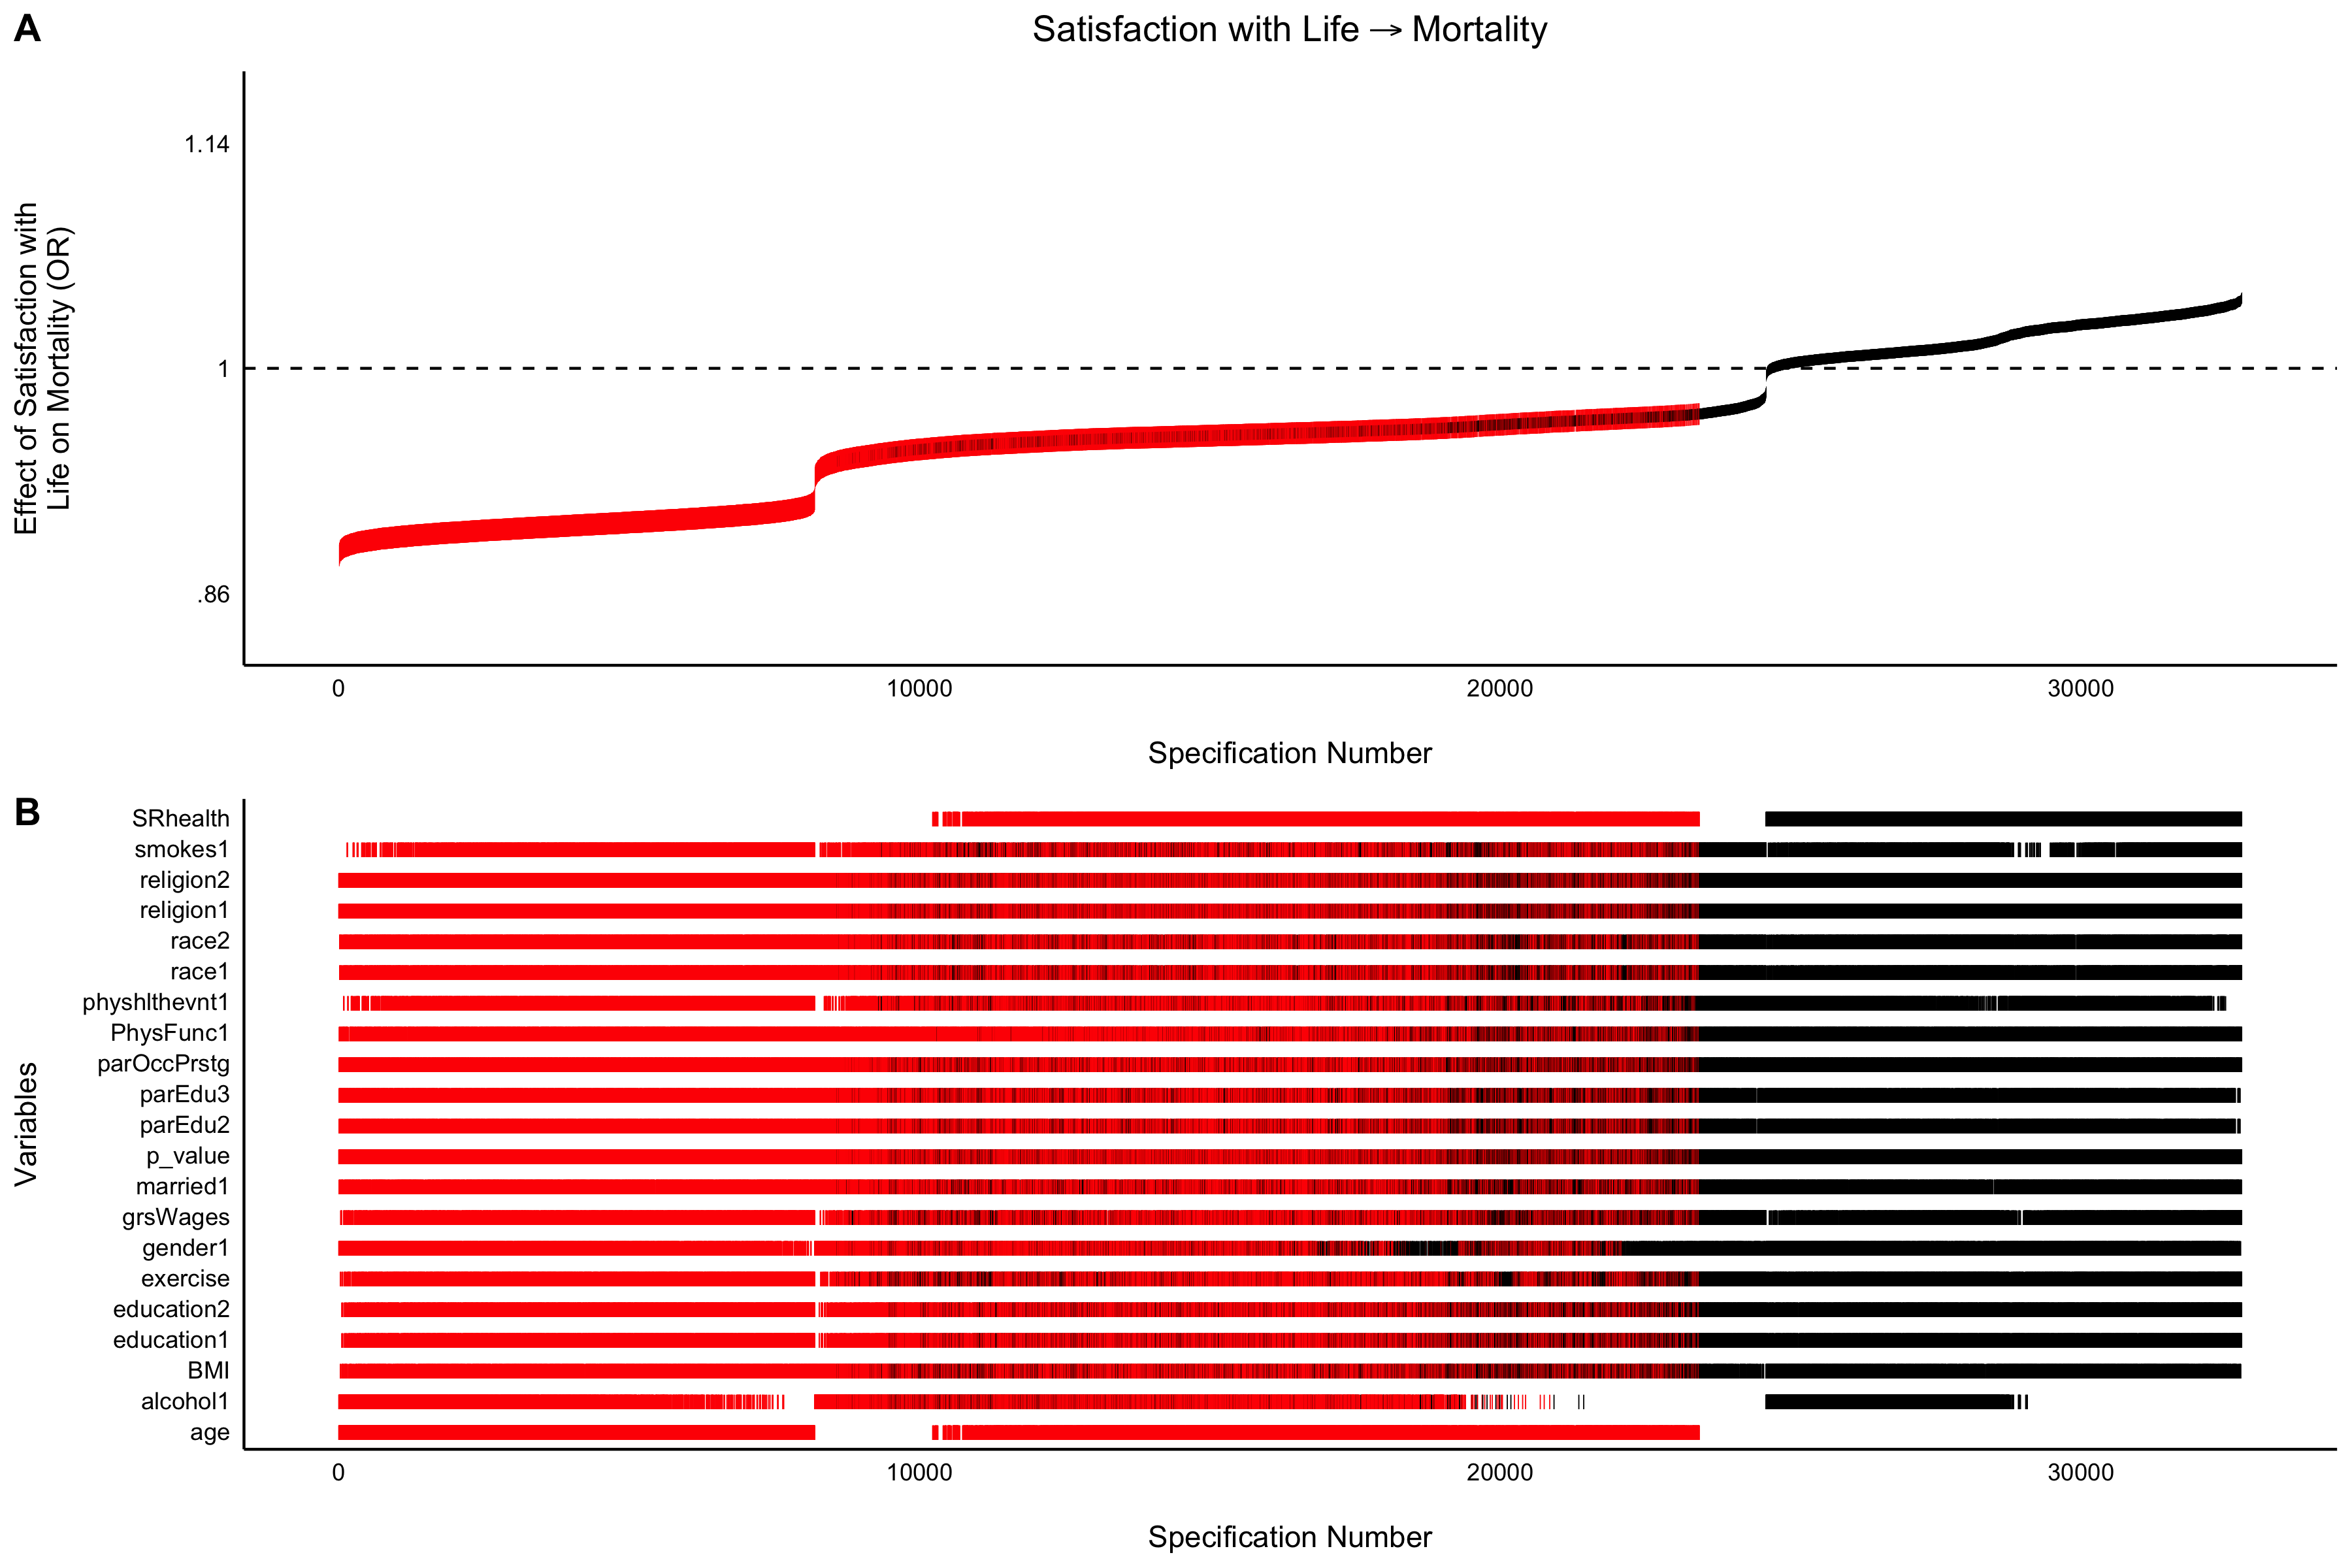 A
Satisfaction with Life → Mortality
Effect of Satisfaction with
Life on Mortality (OR)
1.14
1
.86
0 10000 20000 30000
Specification Number
B
Variables
SRhealth
smokes1
religion2
religion1
race2
race1
physhlthevnt1
PhysFunc1
parOccPrstg
parEdu3
parEdu2
p_value
married1
grsWages
gender1
exercise
education2
education1
BMI
alcohol1
age
0 10000 20000 30000
Specification Number